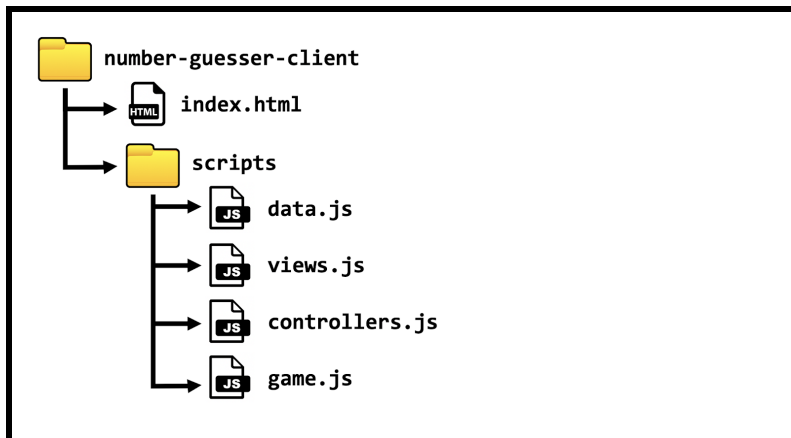 number-guesser-client
HTML
index.html
scripts
JS
data.js
JS
views.js
JS
controllers.js
JS
game.js